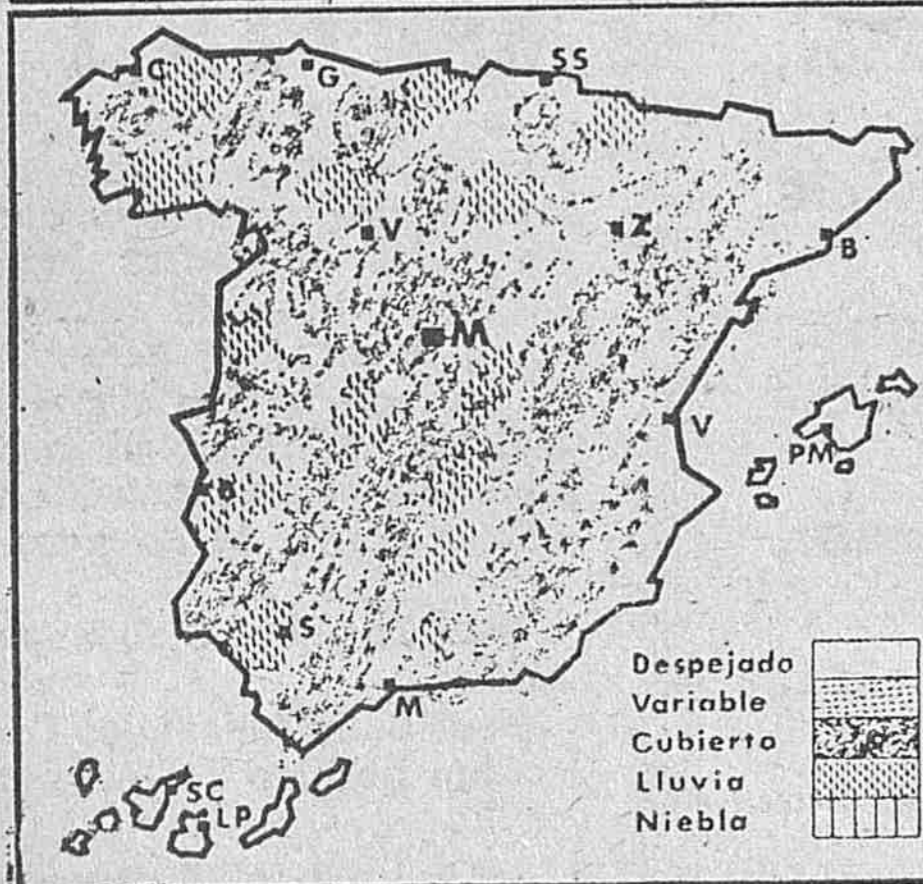 C
G
SS
V
Z
B
M
V
PM
B
S
M
SC
LP
Despejado
Variable
Cubierto
Lluvia
Niebla